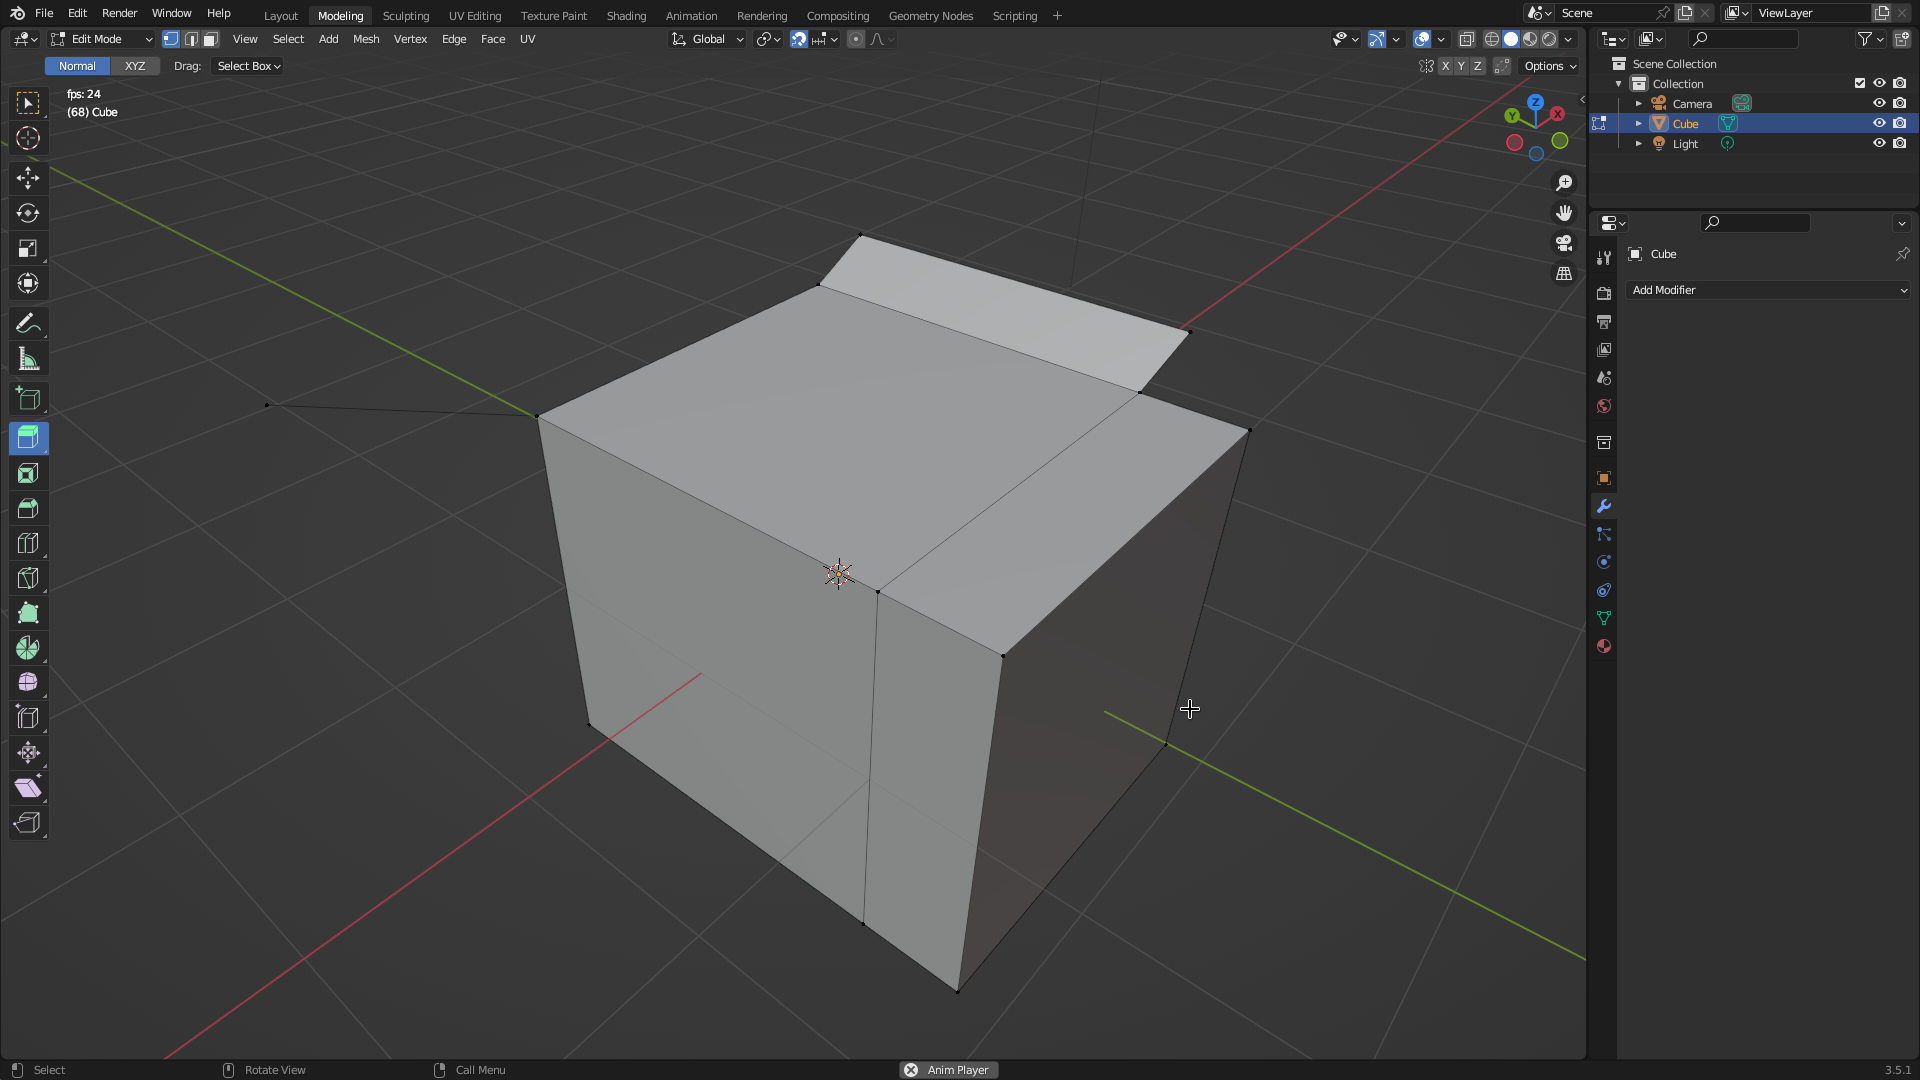 File Edit Render Window Help Layout Modeling Sculpting UV Editing Texture Paint Shading Animation Rendering Compositing Geometry Nodes Scripting + Scene ViewLayer
Edit Mode View Select Add Mesh Vertex Edge Face UV Global
Normal XYZ Drag: Select Box X Y Z Options
Scene Collection
Collection
Camera
Cube
Light
fps: 24
(68) Cube
Z
Y
X
Cube
Add Modifier
Select Rotate View Call Menu Anim Player 3.5.1